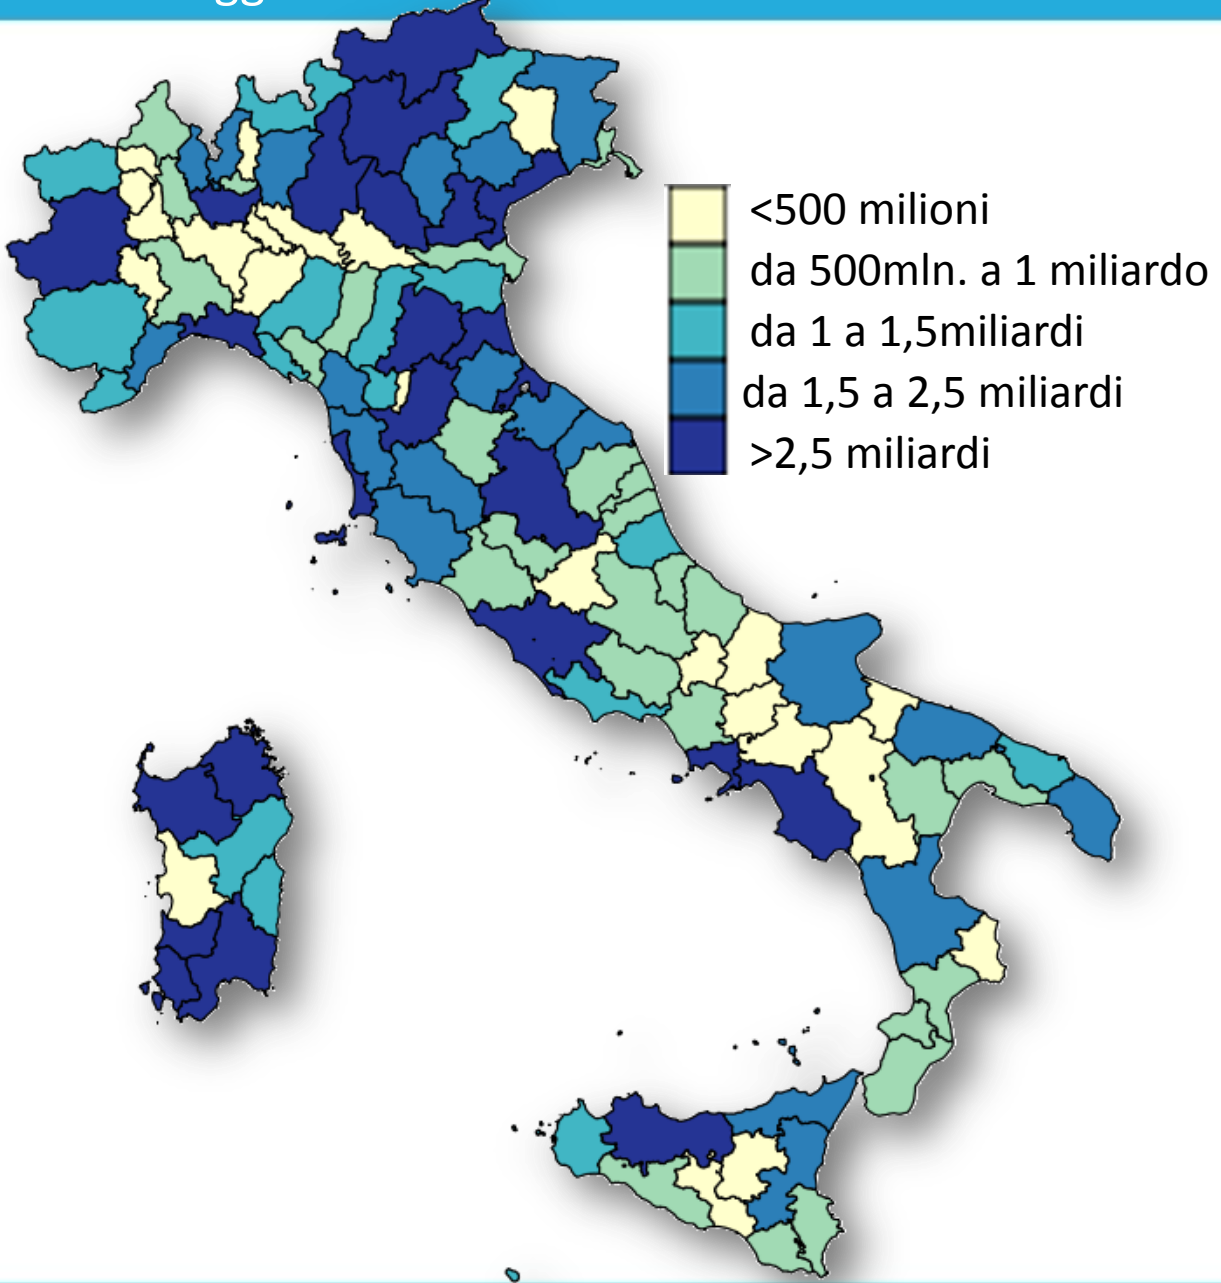 <500 milioni
da 500mln. a 1 miliardo
da 1 a 1,5miliardi
da 1,5 a 2,5 miliardi
>2,5 miliardi